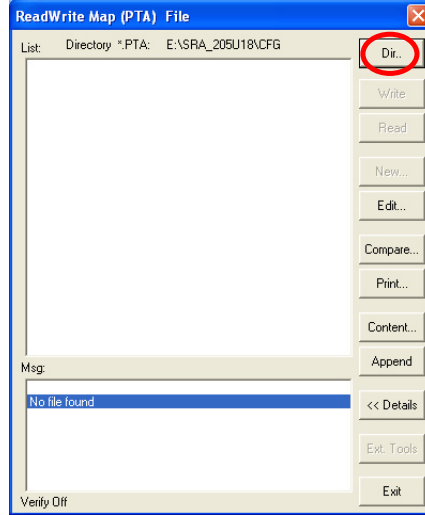 ReadWrite Map (PTA) File
List: Directory *.PTA: E:\SRA_205U18\CFG
Dir..
Write
Read
New...
Edit...
Compare...
Print...
Content...
Append
Msg:
No file found
<< Details
Ext. Tools
Exit
Verify Off